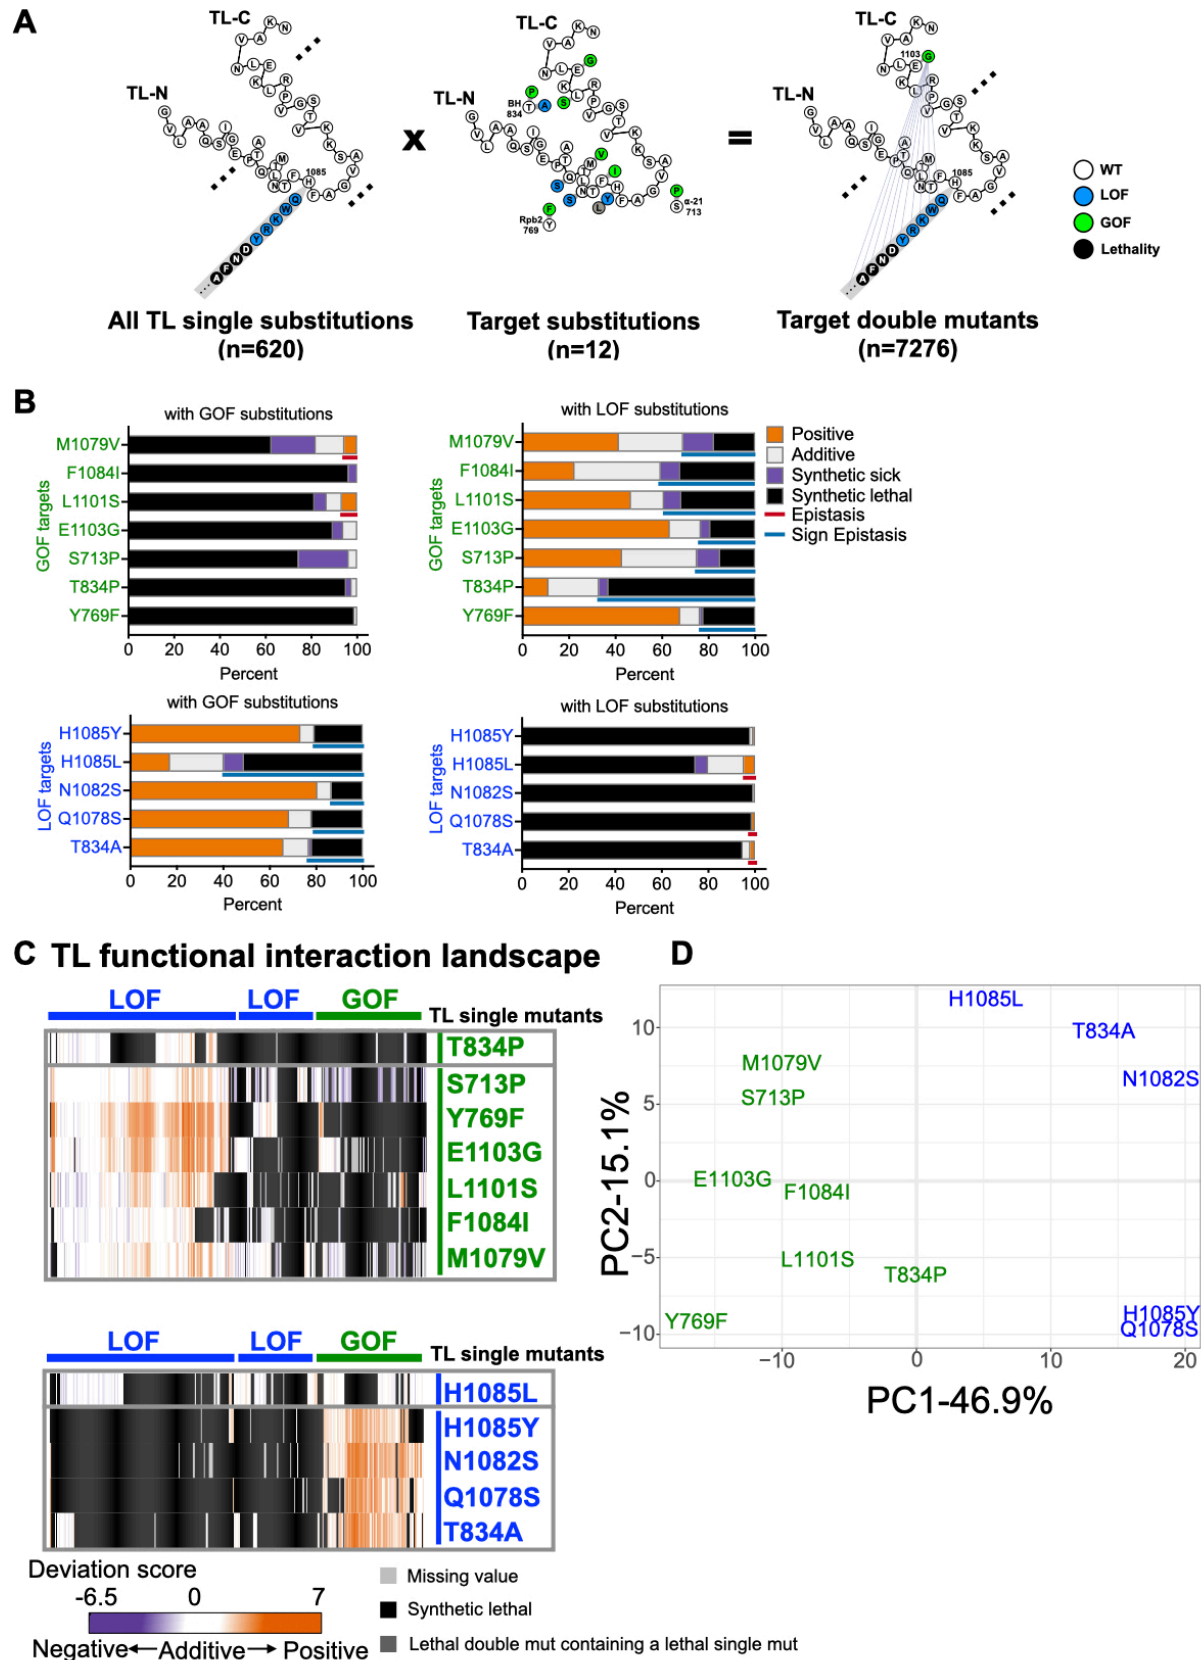 A
TL-C
TL-N
1085
All TL single substitutions
(n=620)
x
TL-C
TL-N
BH
834
Rpb2
769
α-21
713
Target substitutions
(n=12)
=
TL-C
1103
TL-N
1085
Target double mutants
(n=7276)
WT
LOF
GOF
Lethality
B
with GOF substitutions
GOF targets
M1079V
F1084I
L1101S
E1103G
S713P
T834P
Y769F
0 20 40 60 80 100
Percent
with LOF substitutions
GOF targets
M1079V
F1084I
L1101S
E1103G
S713P
T834P
Y769F
0 20 40 60 80 100
Percent
Positive
Additive
Synthetic sick
Synthetic lethal
Epistasis
Sign Epistasis
with GOF substitutions
LOF targets
H1085Y
H1085L
N1082S
Q1078S
T834A
0 20 40 60 80 100
Percent
with LOF substitutions
LOF targets
H1085Y
H1085L
N1082S
Q1078S
T834A
0 20 40 60 80 100
Percent
C TL functional interaction landscape
LOF LOF GOF
TL single mutants
T834P
S713P
Y769F
E1103G
L1101S
F1084I
M1079V
LOF LOF GOF
TL single mutants
H1085L
H1085Y
N1082S
Q1078S
T834A
Deviation score
-6.5 0 7
Negative Additive Positive
Missing value
Synthetic lethal
Lethal double mut containing a lethal single mut
D
H1085L
T834A
N1082S
M1079V
S713P
E1103G
F1084I
L1101S
T834P
Y769F
H1085Y
Q1078S
10
5
0
−5
−10
PC2-15.1%
−10 0 10 20
PC1-46.9%